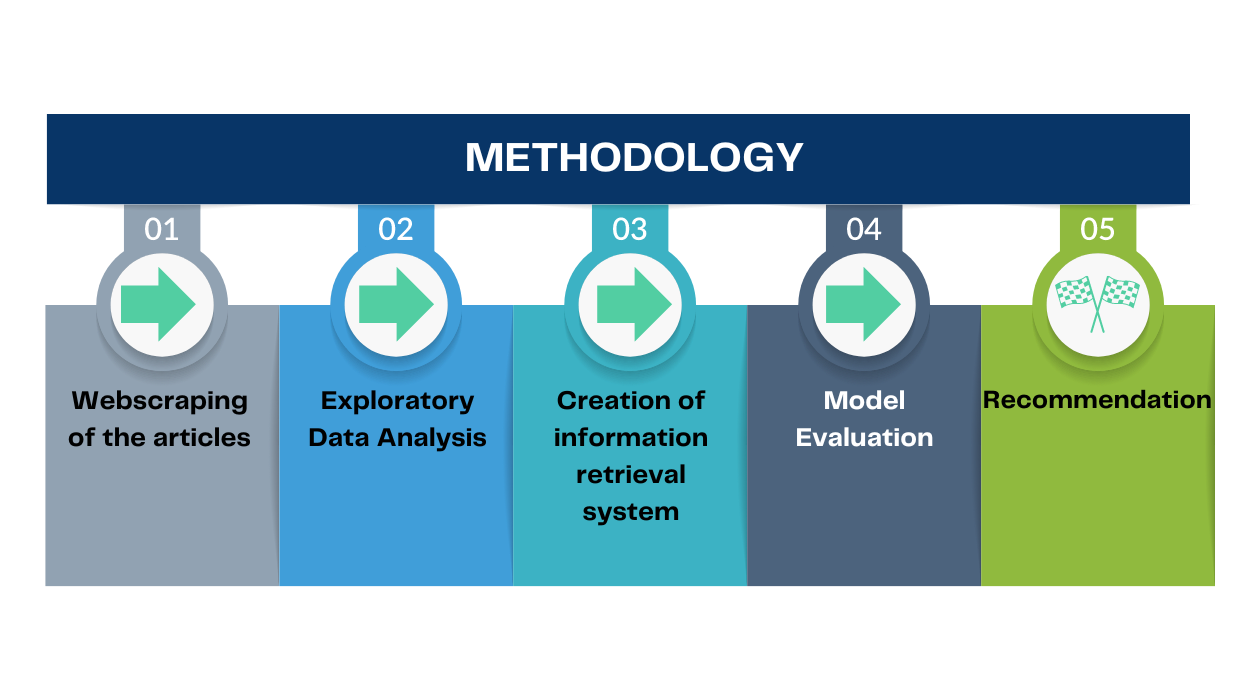 METHODOLOGY
01
Webscraping
of the articles
02
Exploratory
Data Analysis
03
Creation of
information
retrieval
system
04
Model
Evaluation
05
Recommendation